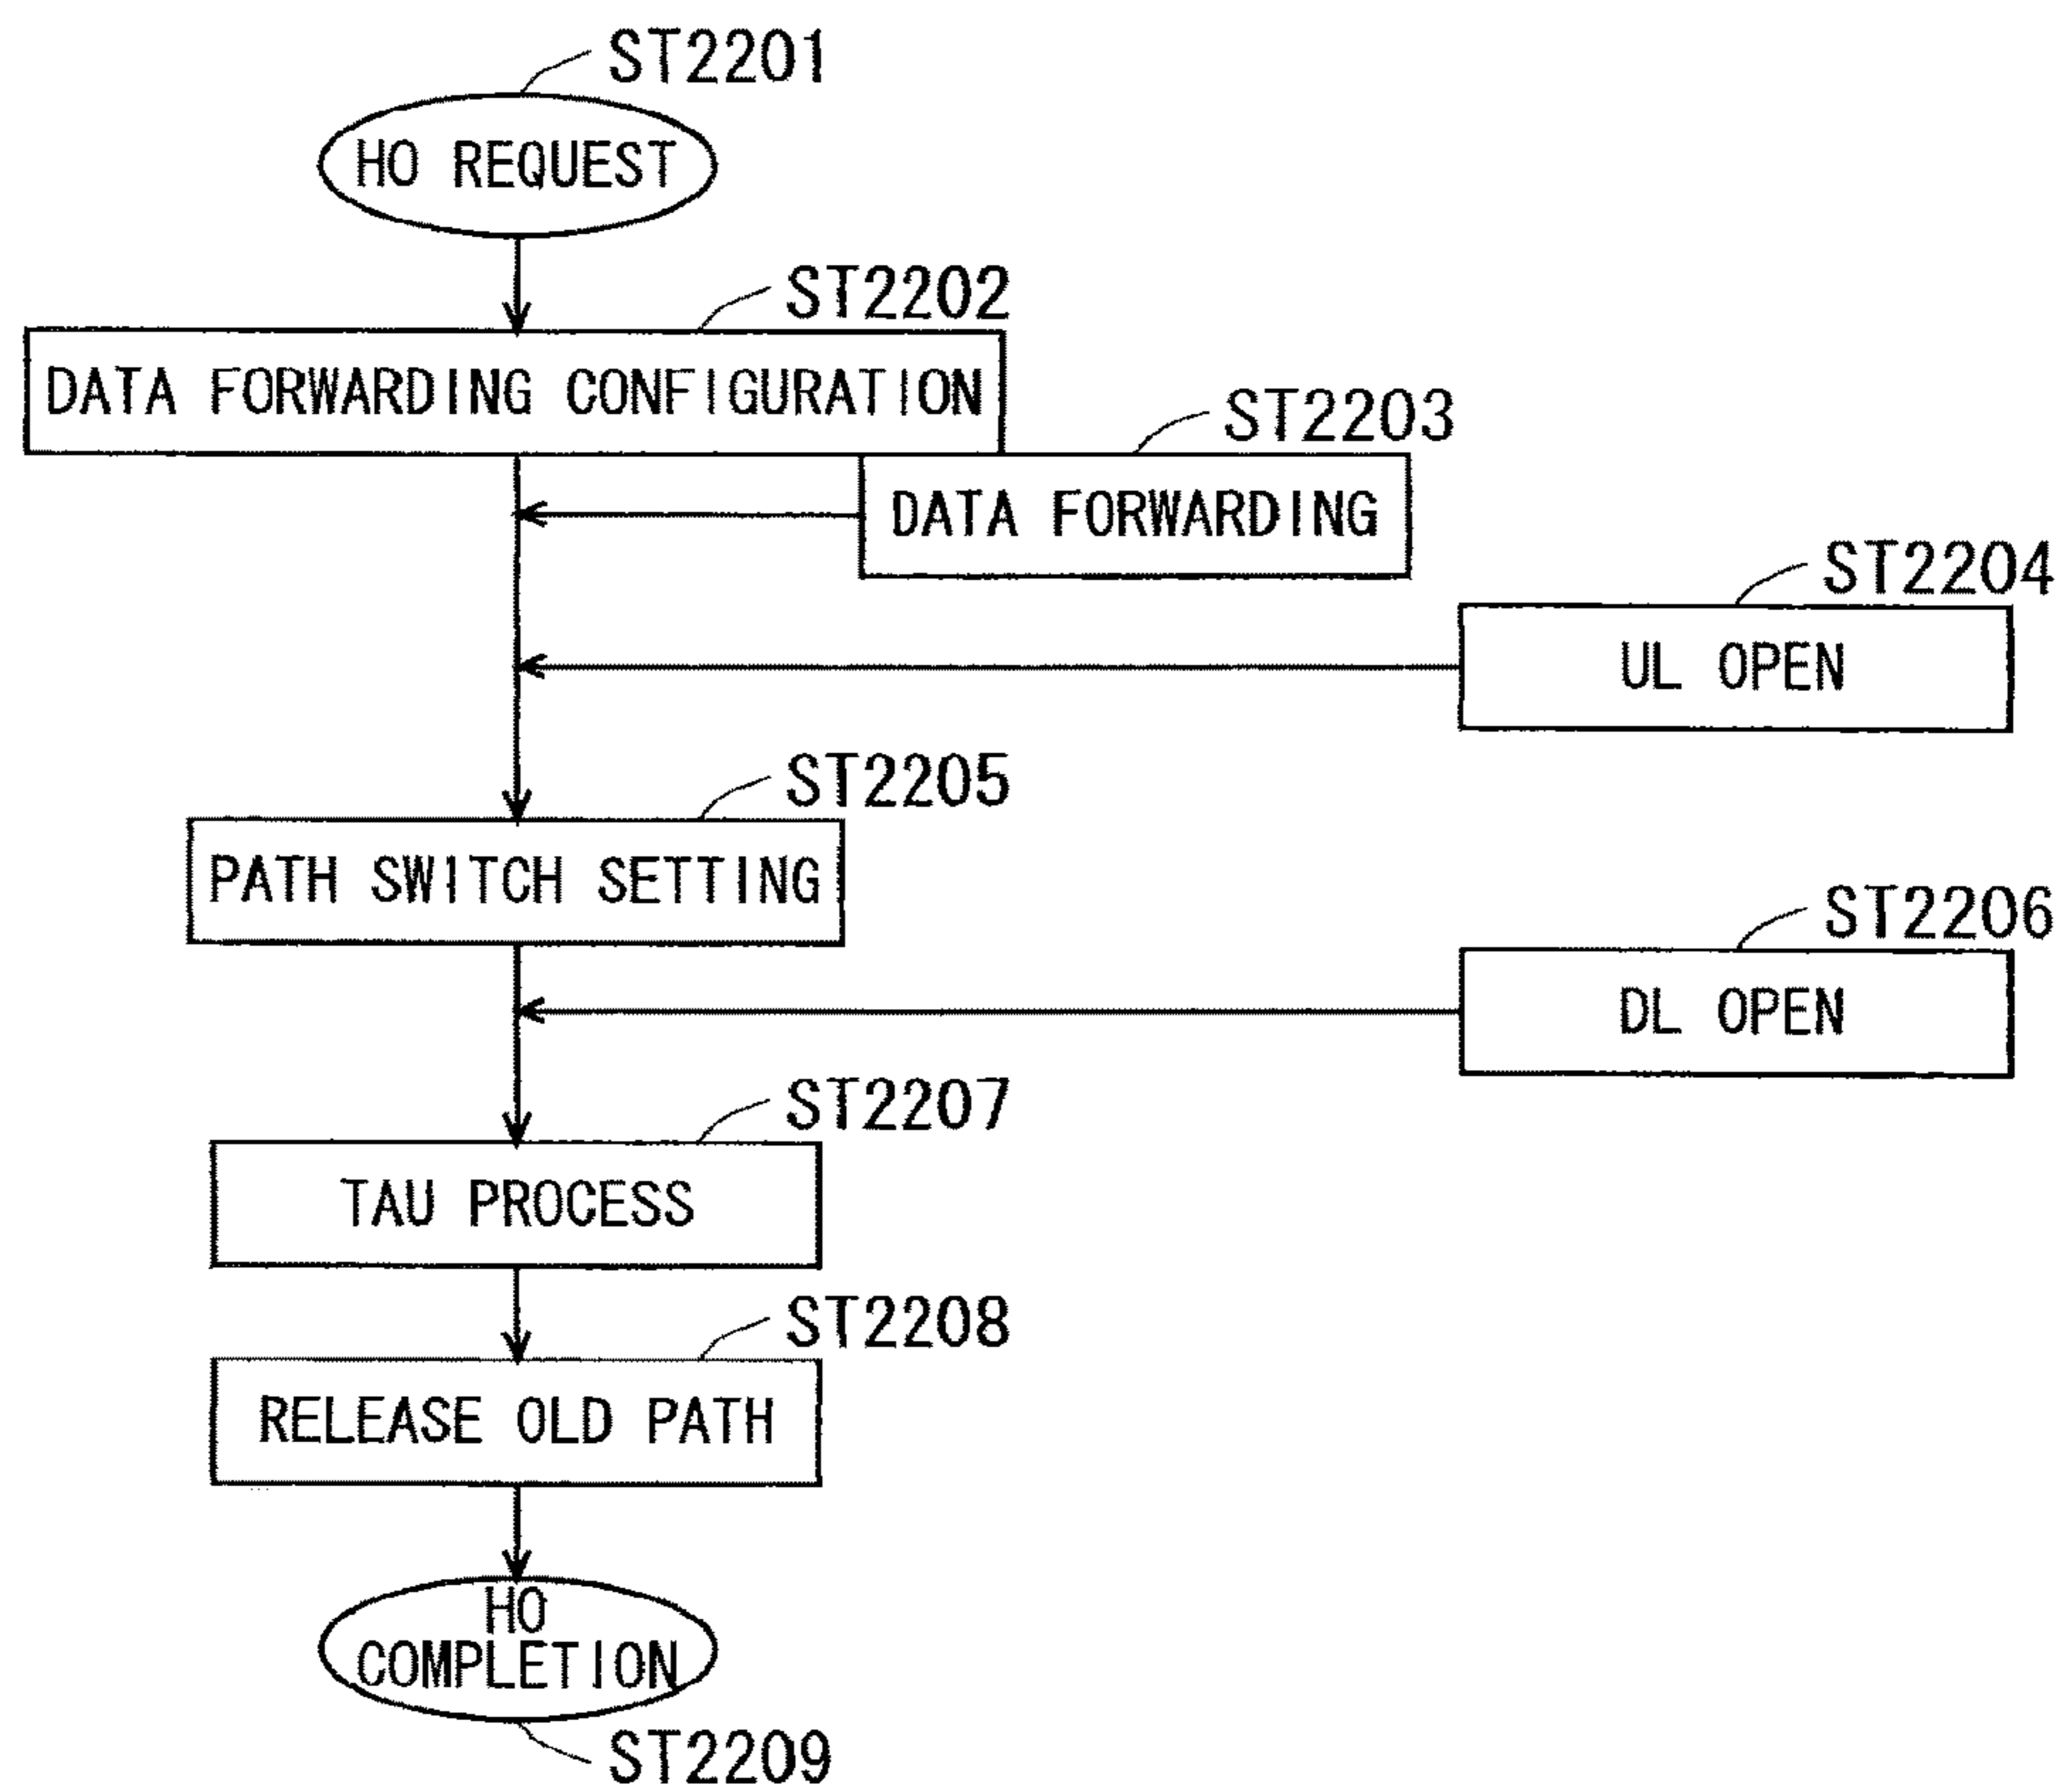 ST2201
HO REQUEST
ST2202
DATA FORWARDING CONFIGURATION
ST2203
DATA FORWARDING
ST2204
UL OPEN
ST2205
PATH SWITCH SETTING
ST2206
DL OPEN
ST2207
TAU PROCESS
ST2208
RELEASE OLD PATH
HO
COMPLETION
ST2209